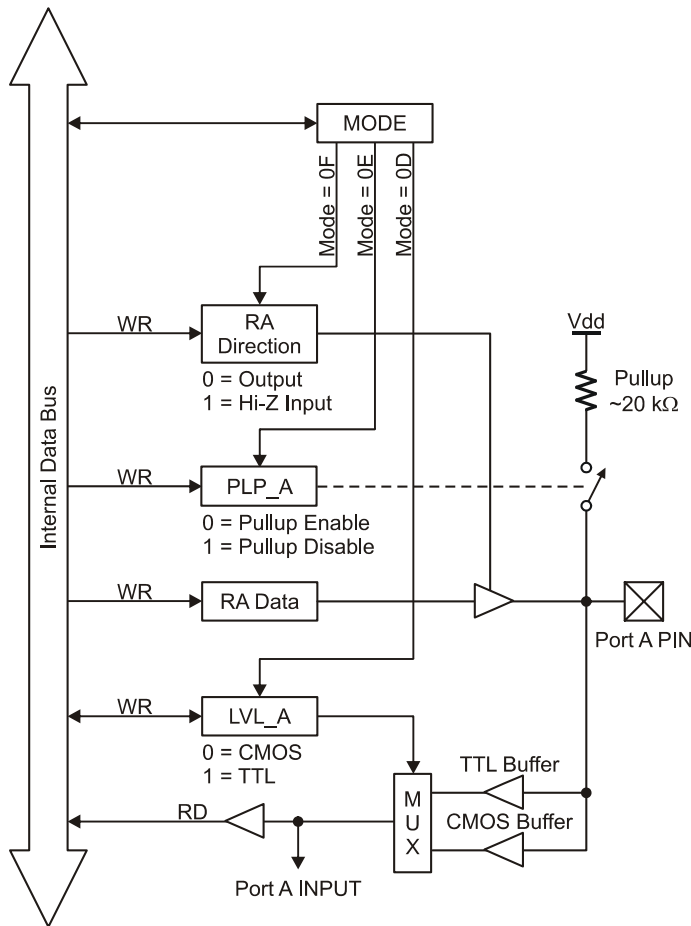 MODE
Mode = 0F
Mode = 0E
Mode = 0D
Internal Data Bus
WR
RA
Direction
0 = Output
1 = Hi-Z Input
Vdd
Pullup
~20 kΩ
WR
PLP_A
0 = Pullup Enable
1 = Pullup Disable
WR
RA Data
Port A PIN
WR
LVL_A
0 = CMOS
1 = TTL
M
U
X
TTL Buffer
CMOS Buffer
RD
Port A INPUT